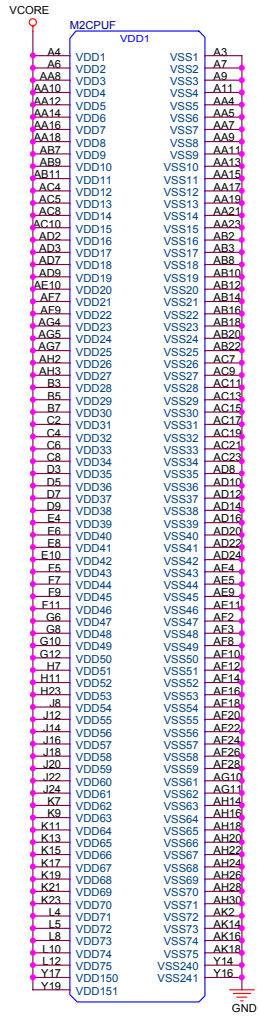 VCORE
M2CPUF
VDD1
A4 VDD1 VSS1 A3
A6 VDD2 VSS2 A7
AA8 VDD3 VSS3 A9
AA10 VDD4 VSS4 A11
AA12 VDD5 VSS5 AA4
AA14 VDD6 VSS6 AA5
AA16 VDD7 VSS7 AA7
AA18 VDD8 VSS8 AA9
AB7 VDD9 VSS9 AA11
AB9 VDD10 VSS10 AA13
AB11 VDD11 VSS11 AA15
AC4 VDD12 VSS12 AA17
AC5 VDD13 VSS13 AA19
AC8 VDD14 VSS14 AA21
AC10 VDD15 VSS15 AA23
AD2 VDD16 VSS16 AB2
AD3 VDD17 VSS17 AB3
AD7 VDD18 VSS18 AB8
AD9 VDD19 VSS19 AB10
AE10 VDD20 VSS20 AB12
AF7 VDD21 VSS21 AB14
AF9 VDD22 VSS22 AB16
AG4 VDD23 VSS23 AB18
AG5 VDD24 VSS24 AB20
AG7 VDD25 VSS25 AB22
AH2 VDD26 VSS26 AC7
AH3 VDD27 VSS27 AC9
B3 VDD28 VSS28 AC11
B5 VDD29 VSS29 AC13
B7 VDD30 VSS30 AC15
C2 VDD31 VSS31 AC17
C4 VDD32 VSS32 AC19
C6 VDD33 VSS33 AC21
C8 VDD34 VSS34 AC23
D3 VDD35 VSS35 AD8
D5 VDD36 VSS36 AD10
D7 VDD37 VSS37 AD12
D9 VDD38 VSS38 AD14
E4 VDD39 VSS39 AD16
E6 VDD40 VSS40 AD20
E8 VDD41 VSS41 AD22
E10 VDD42 VSS42 AD24
F5 VDD43 VSS43 AE4
F7 VDD44 VSS44 AE5
F9 VDD45 VSS45 AE9
F11 VDD46 VSS46 AE11
G6 VDD47 VSS47 AF2
G8 VDD48 VSS48 AF3
G10 VDD49 VSS49 AF8
G12 VDD50 VSS50 AF10
H7 VDD51 VSS51 AF12
H11 VDD52 VSS52 AF14
H23 VDD53 VSS53 AF16
J8 VDD54 VSS54 AF18
J12 VDD55 VSS55 AF20
J14 VDD56 VSS56 AF22
J16 VDD57 VSS57 AF24
J18 VDD58 VSS58 AF26
J20 VDD59 VSS59 AF28
J22 VDD60 VSS61 AG10
J24 VDD61 VSS62 AG11
K7 VDD62 VSS63 AH14
K9 VDD63 VSS64 AH16
K11 VDD64 VSS65 AH18
K13 VDD65 VSS66 AH20
K15 VDD66 VSS67 AH22
K17 VDD67 VSS68 AH24
K19 VDD68 VSS69 AH26
K21 VDD69 VSS70 AH28
K23 VDD70 VSS71 AH30
L4 VDD71 VSS72 AK2
L5 VDD72 VSS73 AK14
L8 VDD73 VSS74 AK16
L10 VDD74 VSS75 AK18
L12 VDD75 VSS240 Y14
Y17 VDD150 VSS241 Y16
Y19 VDD151
GND